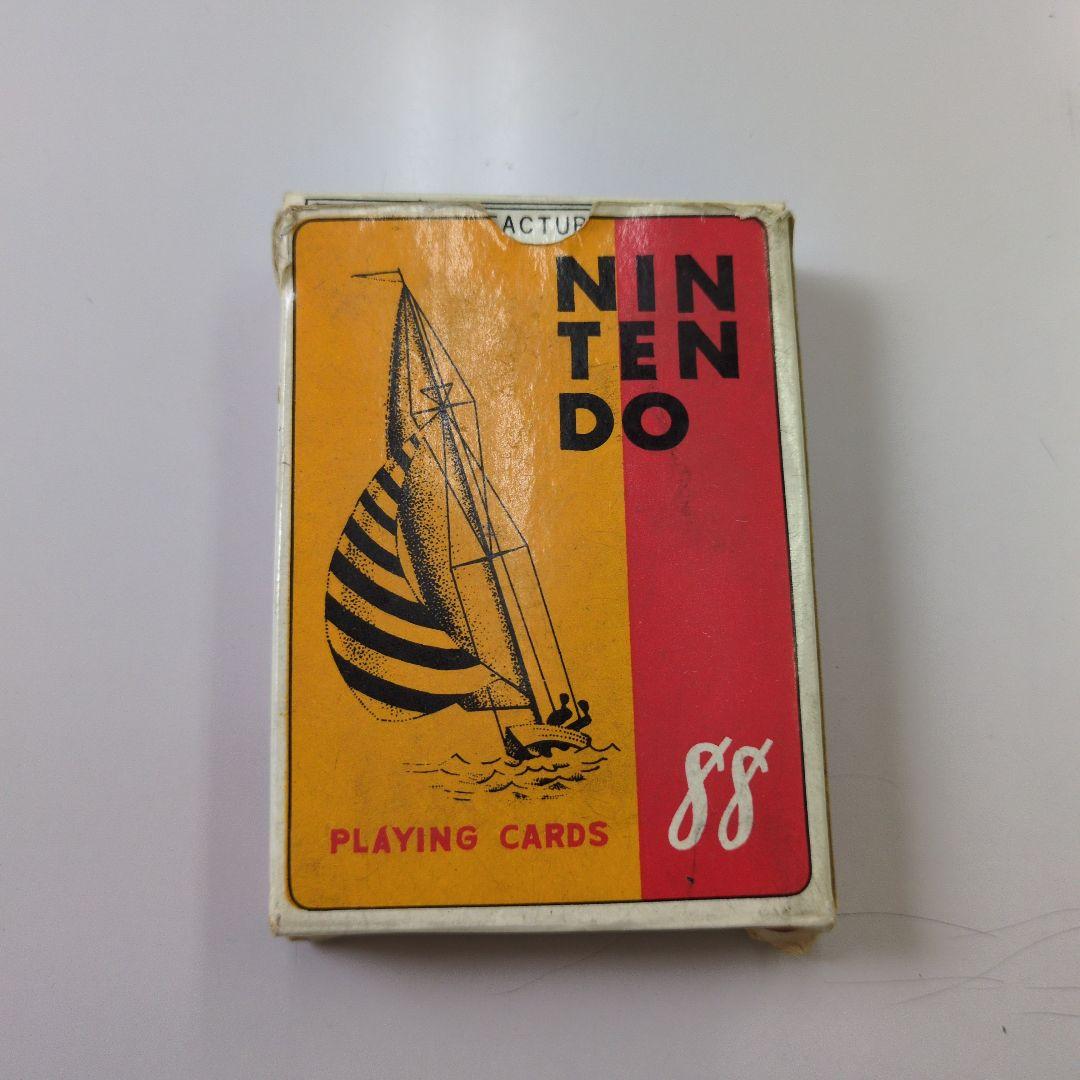 ACTUR
NIN
TEN
DO
88
PLAYING CARDS